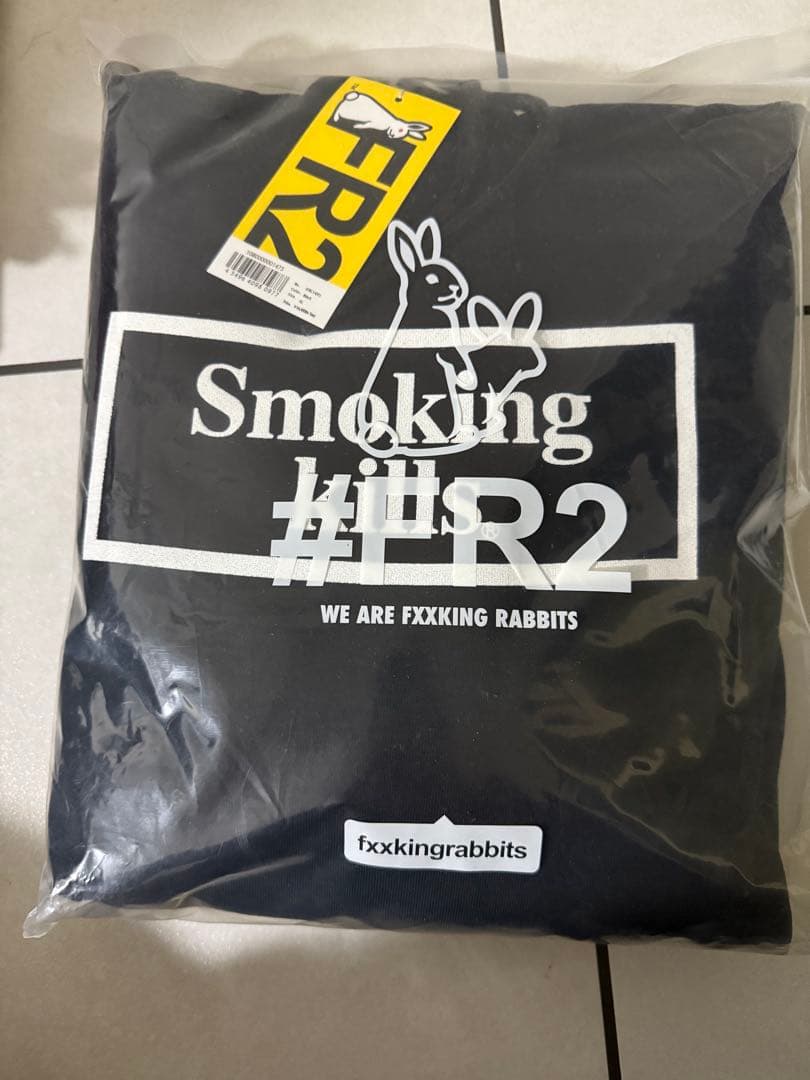 #FR2
Smoking
kills
#FR2
WE ARE FXXKING RABBITS
fxxkingrabbits